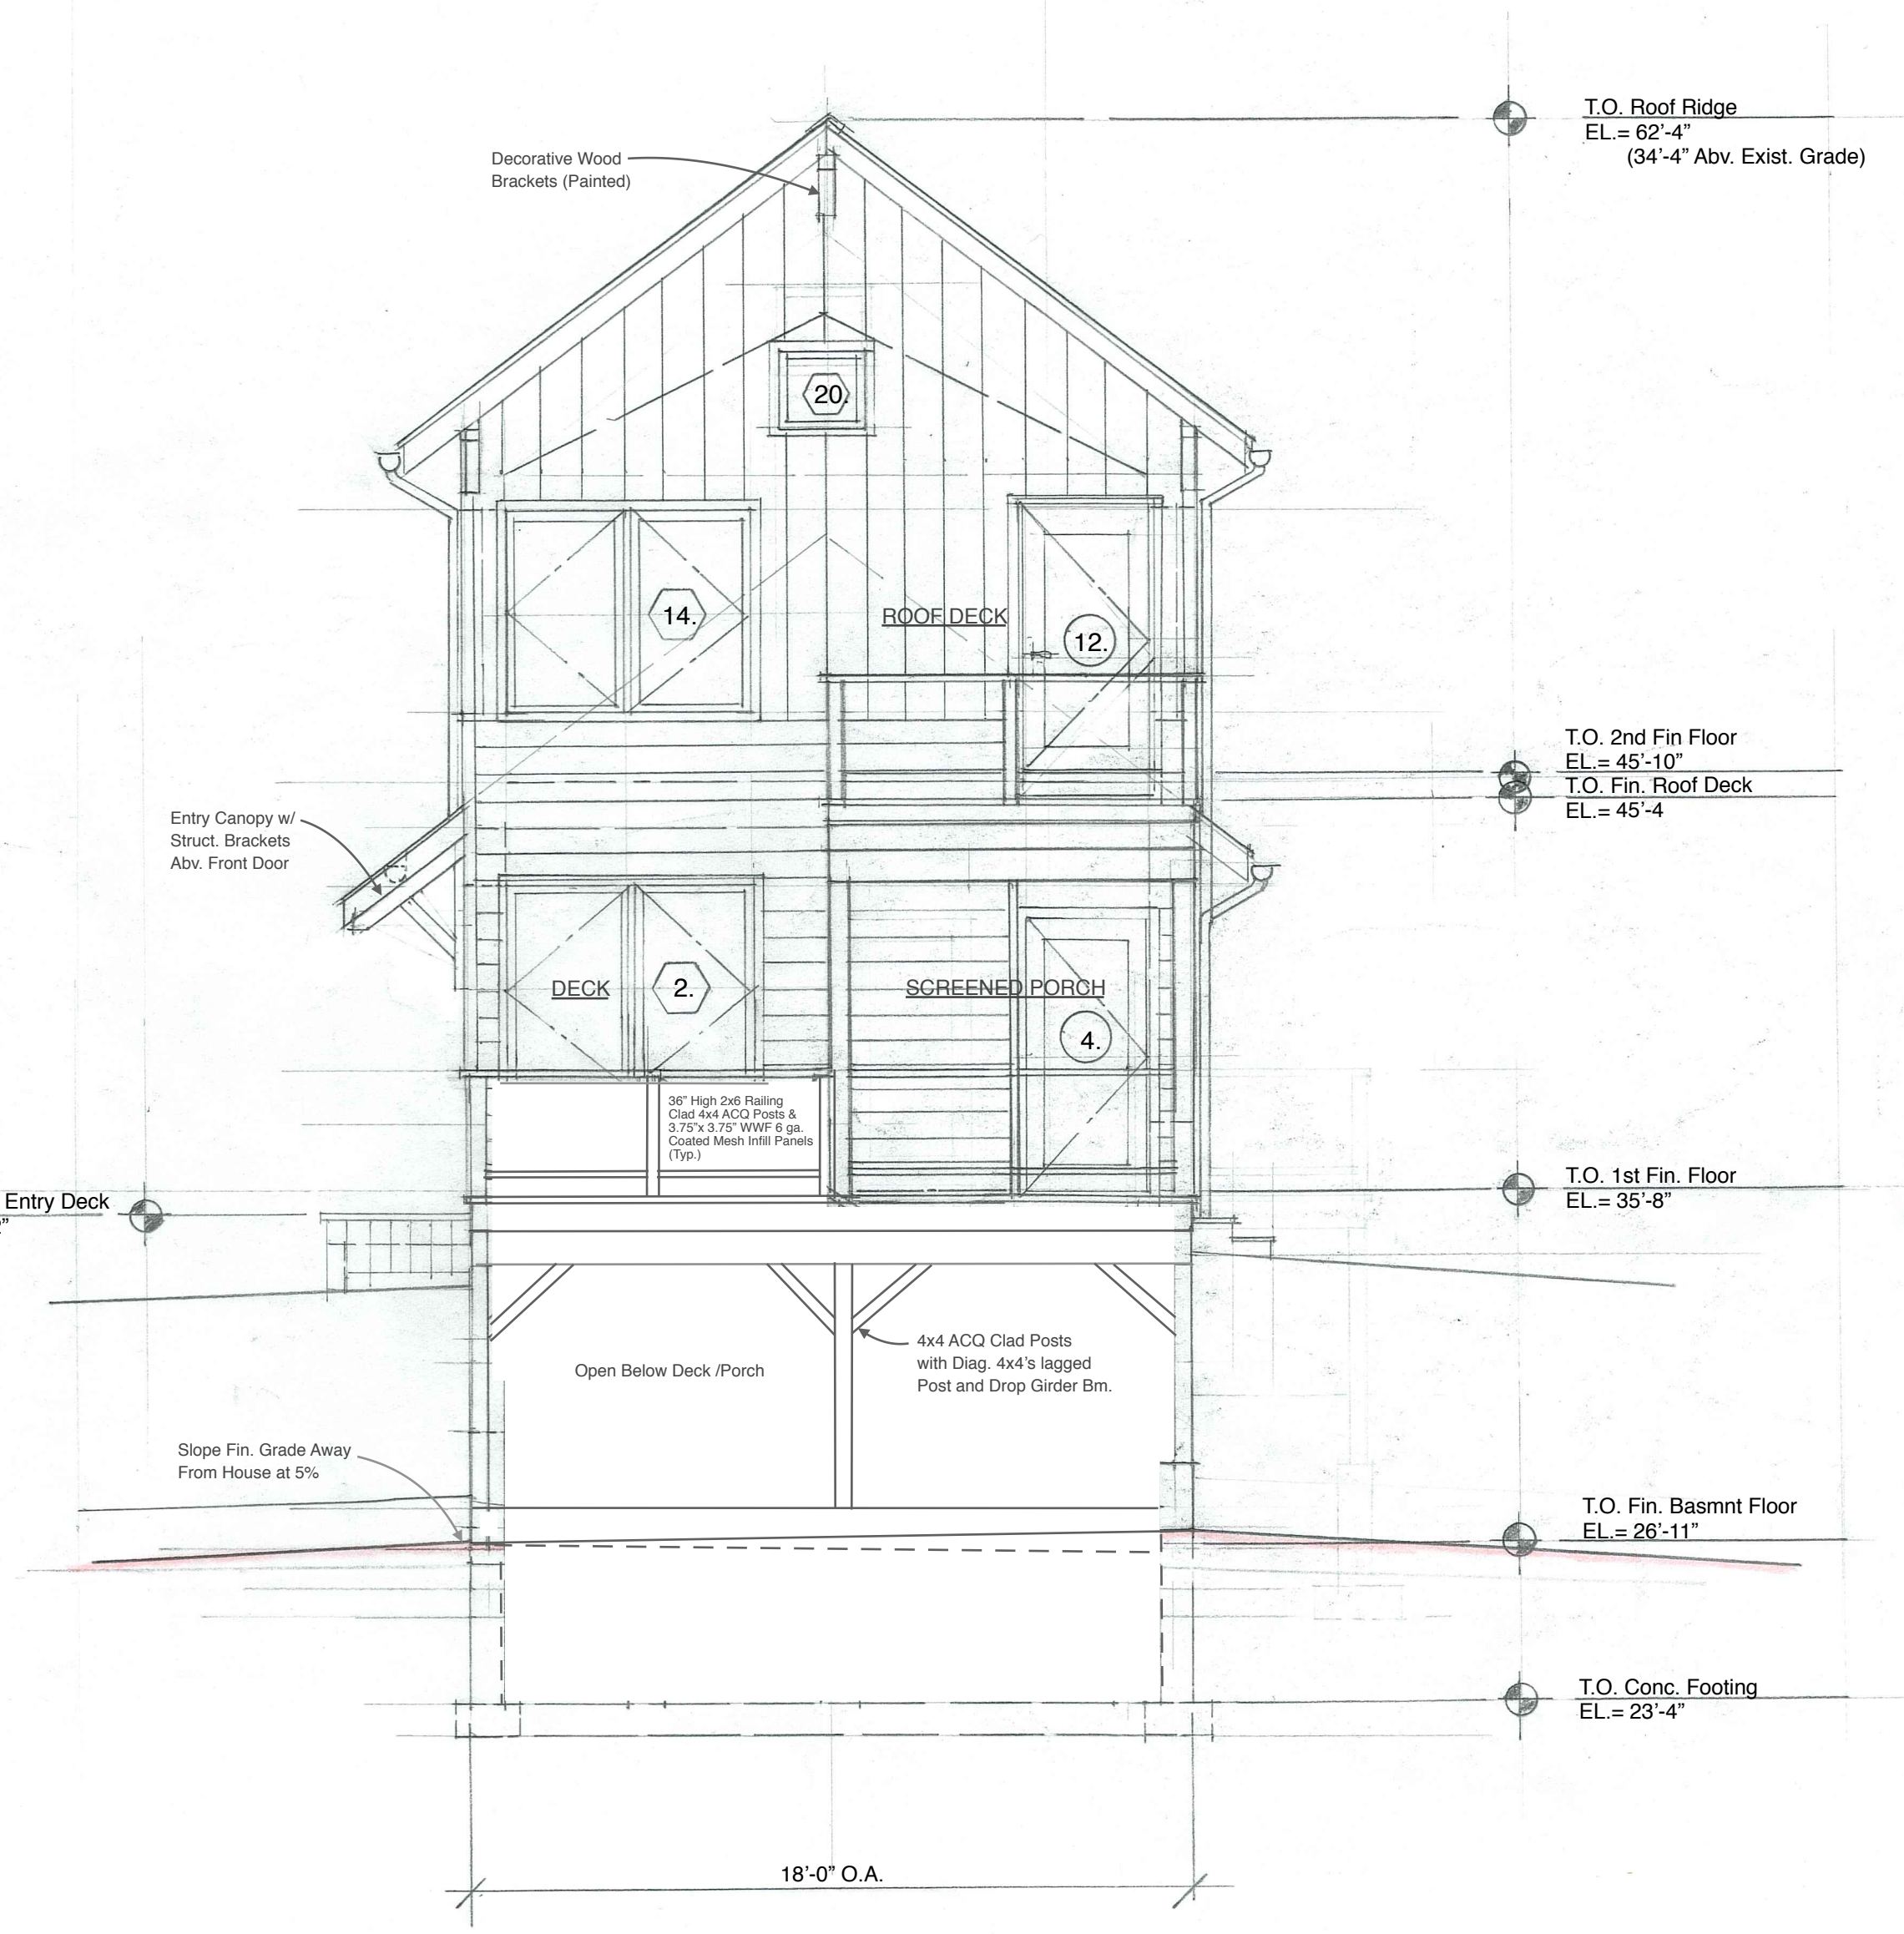 T.O. Roof Ridge
EL.= 62’-4”
(34’-4” Abv. Exist. Grade)
Decorative Wood
Brackets (Painted)
20.
14.
ROOF DECK
12.
T.O. 2nd Fin Floor
EL.= 45’-10”
T.O. Fin. Roof Deck
EL.= 45’-4
Entry Canopy w/
Struct. Brackets
Abv. Front Door
DECK
2.
SCREENED PORCH
4.
36” High 2x6 Railing
Clad 4x4 ACQ Posts &
3.75”x 3.75” WWF 6 ga.
Coated Mesh Infill Panels
(Typ.)
T.O. 1st Fin. Floor
EL.= 35’-8”
Entry Deck
”
4x4 ACQ Clad Posts
with Diag. 4x4’s lagged
Post and Drop Girder Bm.
Open Below Deck /Porch
Slope Fin. Grade Away
From House at 5%
T.O. Fin. Basmnt Floor
EL.= 26’-11”
T.O. Conc. Footing
EL.= 23’-4”
18’-0” O.A.